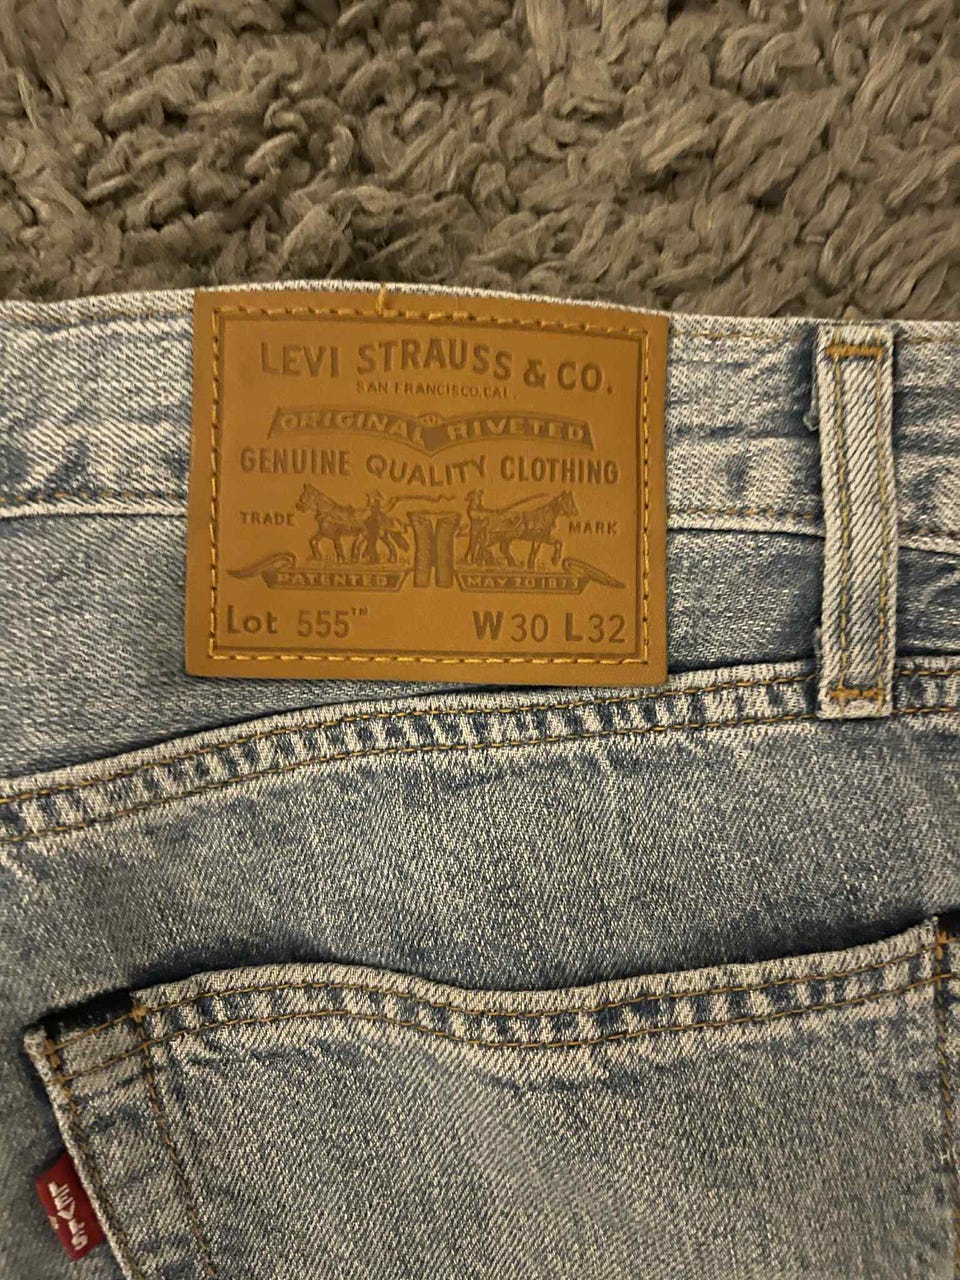 LEVI STRAUSS & CO.
SAN FRANCISCO, CAL.
ORIGINAL RIVETED
GENUINE QUALITY CLOTHING
TRADE MARK
PATENTED MAY 20 1873
Lot 555™ W30 L32
LEVI'S